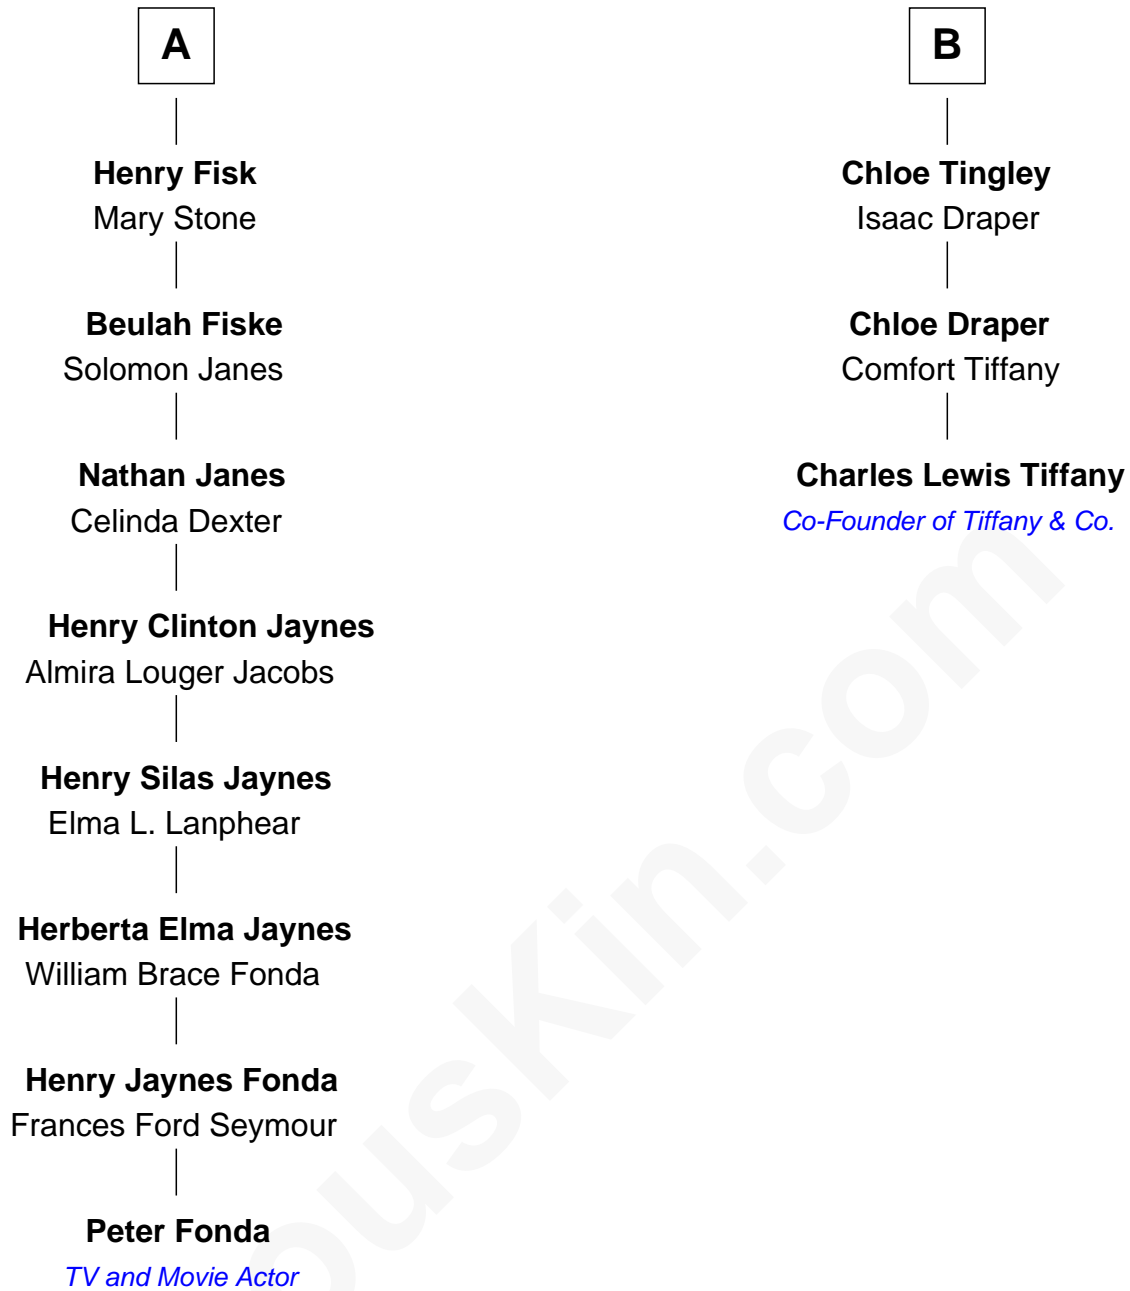 A
Henry Fisk
Mary Stone
Beulah Fiske
Solomon Janes
Nathan Janes
Celinda Dexter
Henry Clinton Jaynes
Almira Louger Jacobs
Henry Silas Jaynes
Elma L. Lanphear
Herberta Elma Jaynes
William Brace Fonda
Henry Jaynes Fonda
Frances Ford Seymour
Peter Fonda
TV and Movie Actor
B
Chloe Tingley
Isaac Draper
Chloe Draper
Comfort Tiffany
Charles Lewis Tiffany
Co-Founder of Tiffany & Co.
ousKin.com